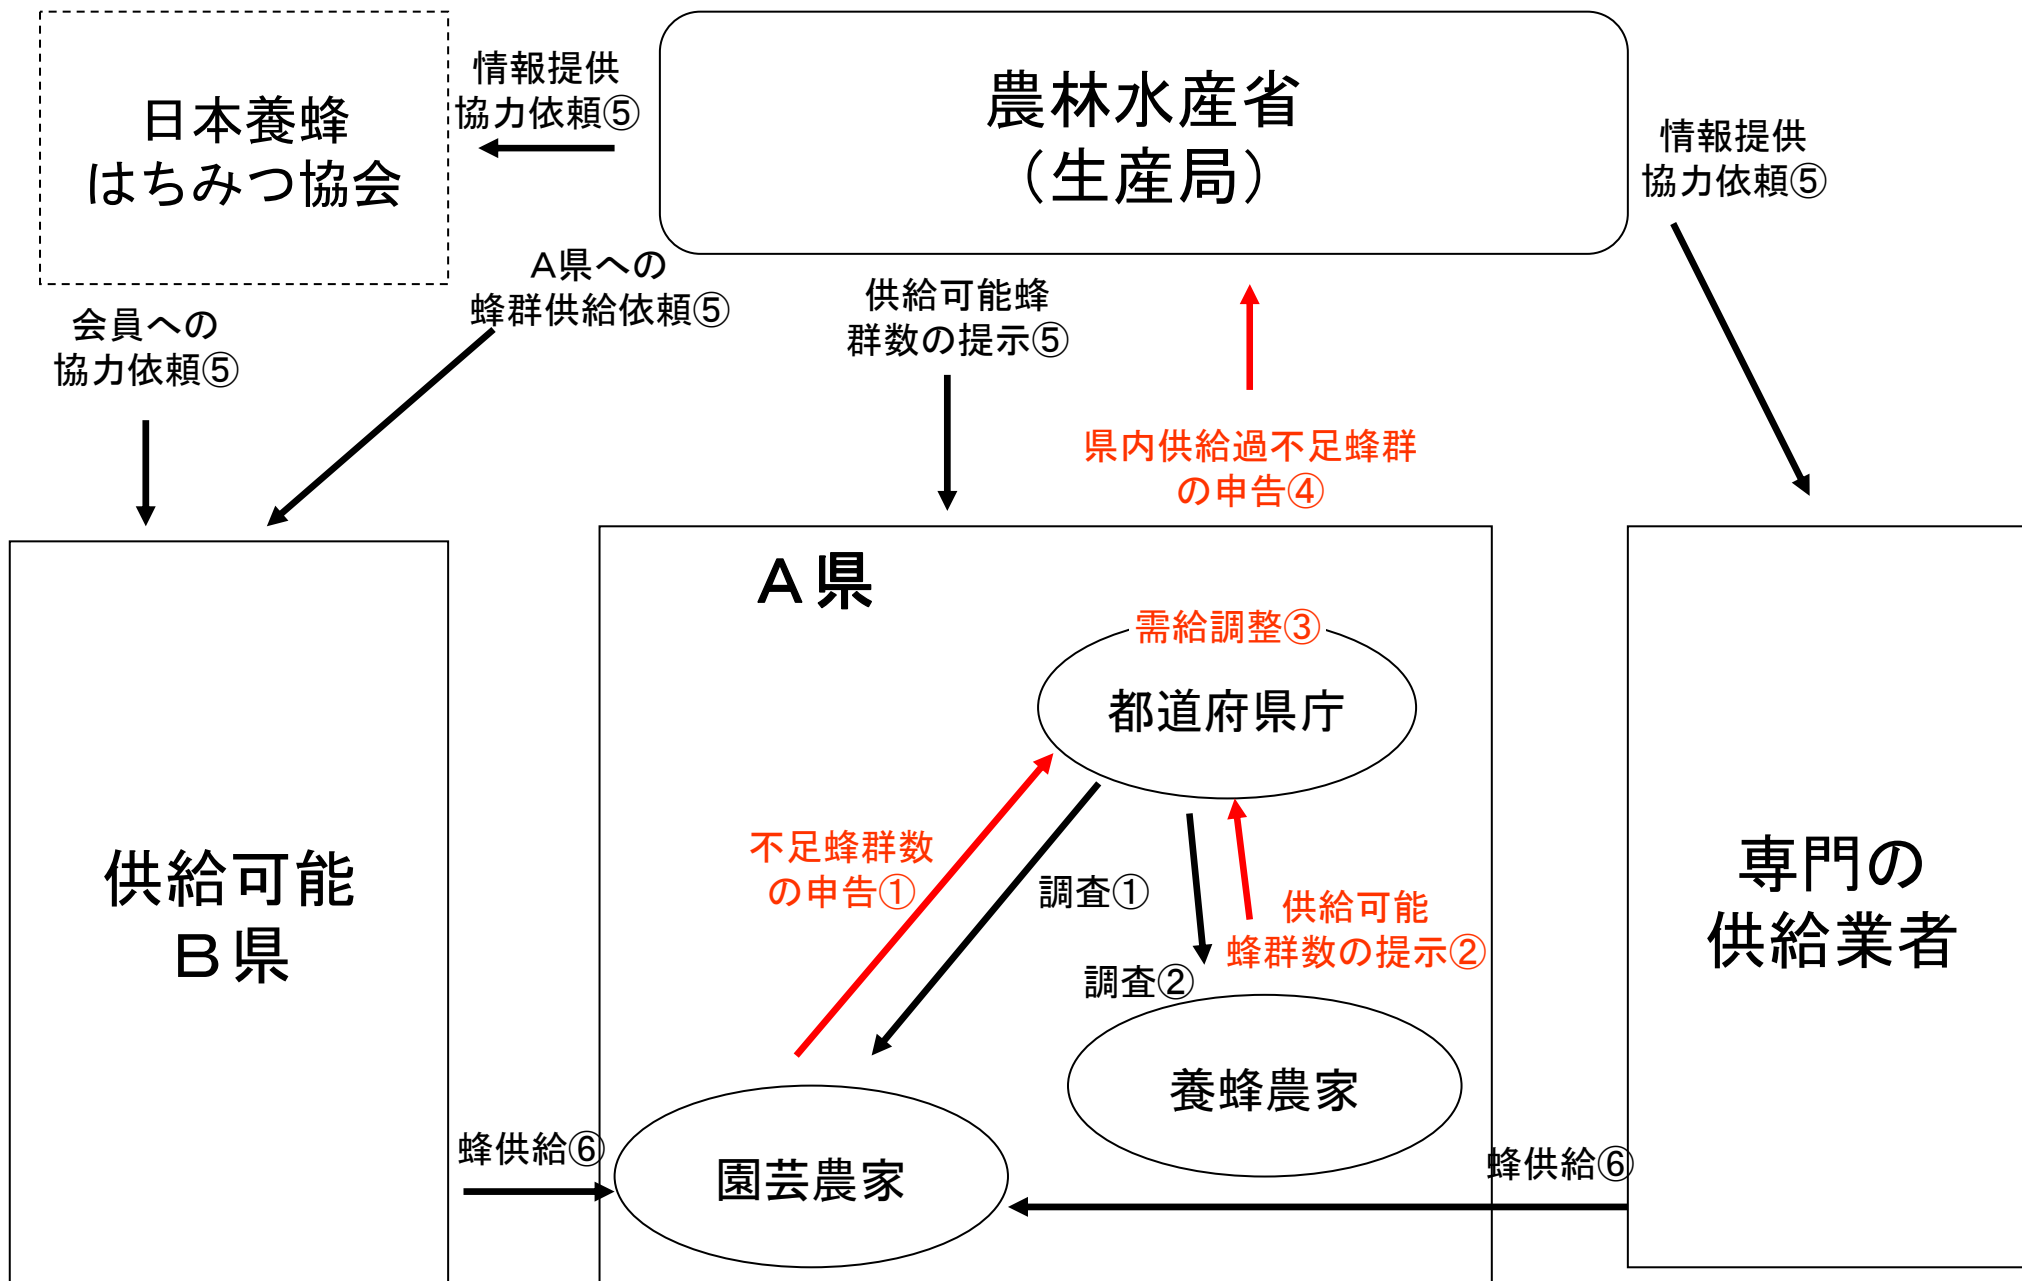 日本養蜂
はちみつ協会
情報提供
協力依頼⑤
農林水産省
（生産局）
情報提供
協力依頼⑤
会員への
協力依頼⑤
A県への
蜂群供給依頼⑤
供給可能蜂
群数の提示⑤
県内供給過不足蜂群
の申告④
供給可能
B県
A県
需給調整③
都道府県庁
不足蜂群数
の申告①
調査①
供給可能
蜂群数の提示②
調査②
養蜂農家
園芸農家
蜂供給⑥
蜂供給⑥
専門の
供給業者